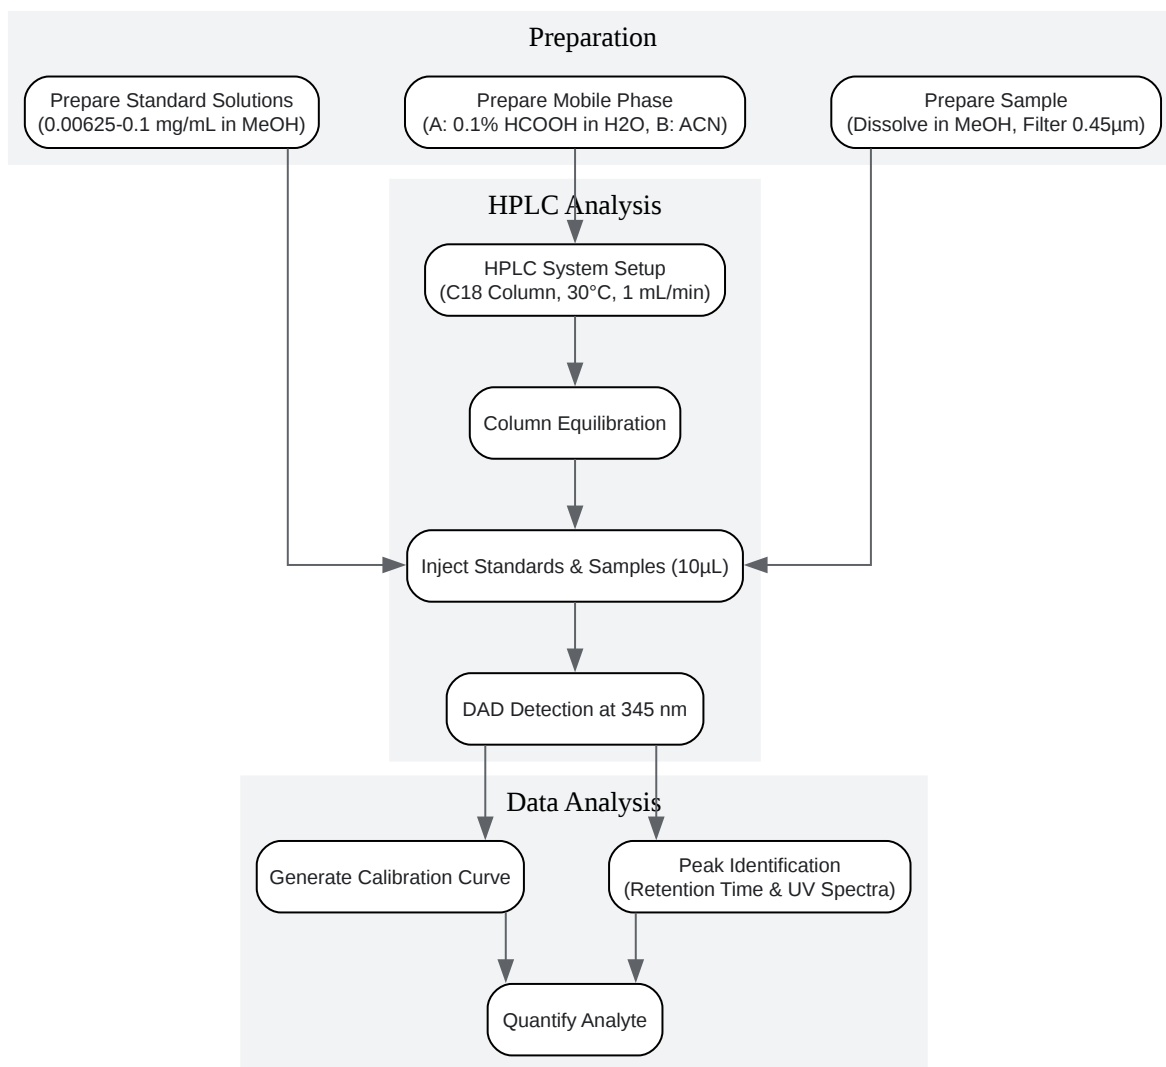 Preparation
Prepare Standard Solutions
(0.00625-0.1 mg/mL in MeOH)
Prepare Mobile Phase
(A: 0.1% HCOOH in H2O, B: ACN)
Prepare Sample
(Dissolve in MeOH, Filter 0.45µm)
HPLC Analysis
HPLC System Setup
(C18 Column, 30°C, 1 mL/min)
Column Equilibration
Inject Standards & Samples (10µL)
DAD Detection at 345 nm
Data Analysis
Generate Calibration Curve
Peak Identification
(Retention Time & UV Spectra)
Quantify Analyte